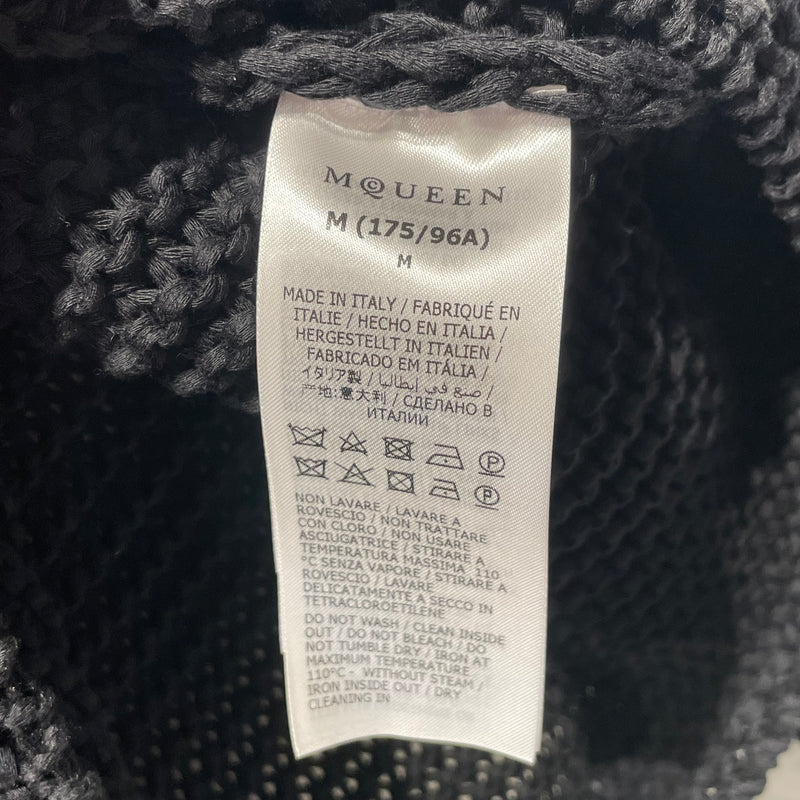 MCQUEEN
M (175/96A)
M
MADE IN ITALY / FABRIQUÉ EN
ITALIE / HECHO EN ITALIA /
HERGESTELLT IN ITALIEN /
FABRICADO EM ITÁLIA /
イタリア製 / صنع في إيطاليا /
产地:意大利 / СДЕЛАНО В
ИТАЛИИ
P
P
NON LAVARE / LAVARE A
ROVESCIO / NON TRATTARE
CON CLORO / NON USARE
ASCIUGATRICE / STIRARE A
TEMPERATURA MASSIMA 110
°C SENZA VAPORE / STIRARE A
ROVESCIO / LAVARE
DELICATAMENTE A SECCO IN
TETRACLOROETILENE
DO NOT WASH / CLEAN INSIDE
OUT / DO NOT BLEACH / DO
NOT TUMBLE DRY / IRON AT
MAXIMUM TEMPERATURE
110°C - WITHOUT STEAM /
IRON INSIDE OUT / DRY
CLEANING IN